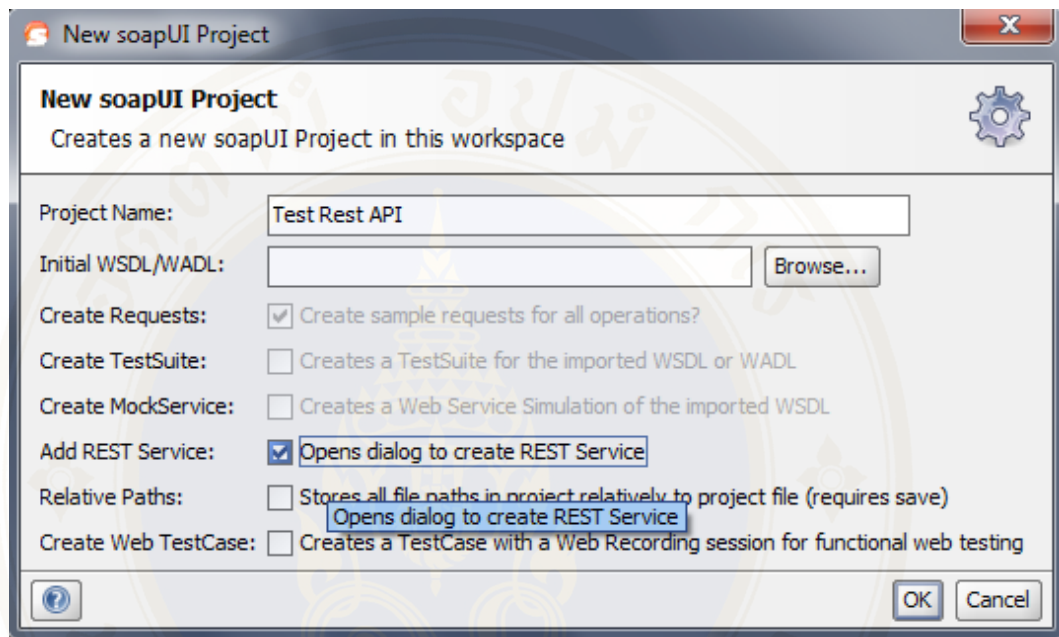 New soapUI Project
New soapUI Project
Creates a new soapUI Project in this workspace
Project Name: Test Rest API
Initial WSDL/WADL: Browse...
Create Requests: Create sample requests for all operations?
Create TestSuite: Creates a TestSuite for the imported WSDL or WADL
Create MockService: Creates a Web Service Simulation of the imported WSDL
Add REST Service: Opens dialog to create REST Service
Relative Paths: Stores all file paths in project relatively to project file (requires save)
Opens dialog to create REST Service
Create Web TestCase: Creates a TestCase with a Web Recording session for functional web testing
OK Cancel